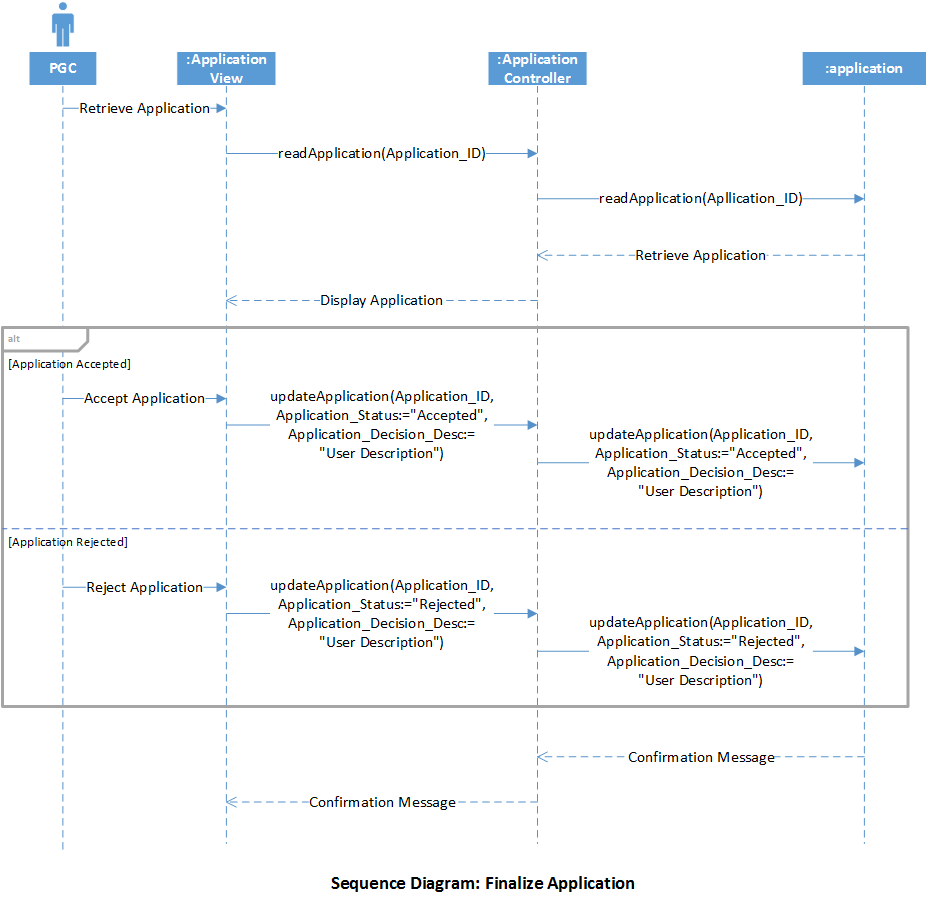 PGC
:Application
View
:Application
Controller
:application
Retrieve Application
readApplication(Application_ID)
readApplication(Apllication_ID)
Retrieve Application
Display Application
alt
[Application Accepted]
Accept Application
updateApplication(Application_ID,
Application_Status:="Accepted",
Application_Decision_Desc:=
"User Description")
updateApplication(Application_ID,
Application_Status:="Accepted",
Application_Decision_Desc:=
"User Description")
[Application Rejected]
Reject Application
updateApplication(Application_ID,
Application_Status:="Rejected",
Application_Decision_Desc:=
"User Description")
updateApplication(Application_ID,
Application_Status:="Rejected",
Application_Decision_Desc:=
"User Description")
Confirmation Message
Confirmation Message
Sequence Diagram: Finalize Application